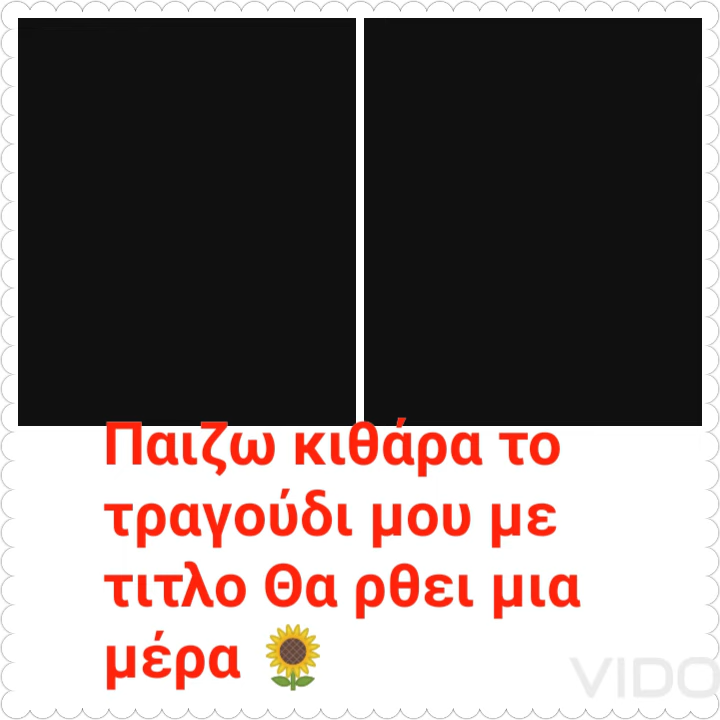 Παιζω κιθάρα το
τραγούδι μου με
τιτλο Θα ρθει μια
μέρα 🌻
VIDO